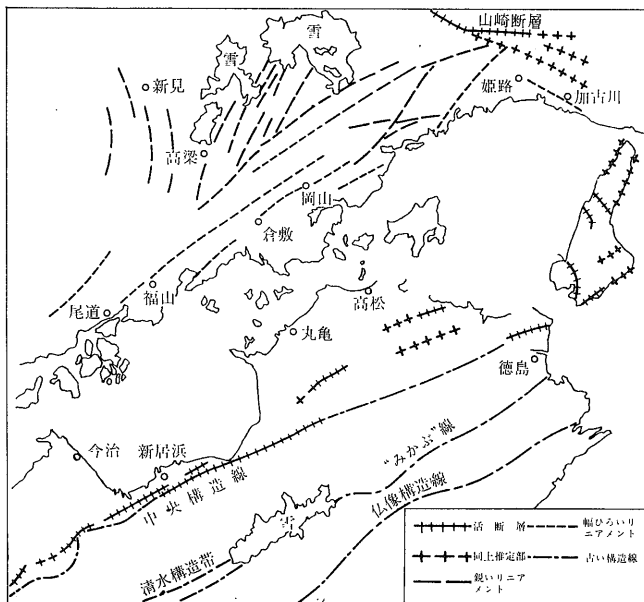 山崎断層
雪
雪
新見
姫路
加古川
高梁
岡山
倉敷
福山
尾道
高松
丸亀
徳島
今治
新居浜
中央構造線
“みかぶ”線
仏像構造線
雪
清水構造帯
活断層
幅ひろいリ
ニアメント
同上推定部
古い構造線
鋭いリニア
メント